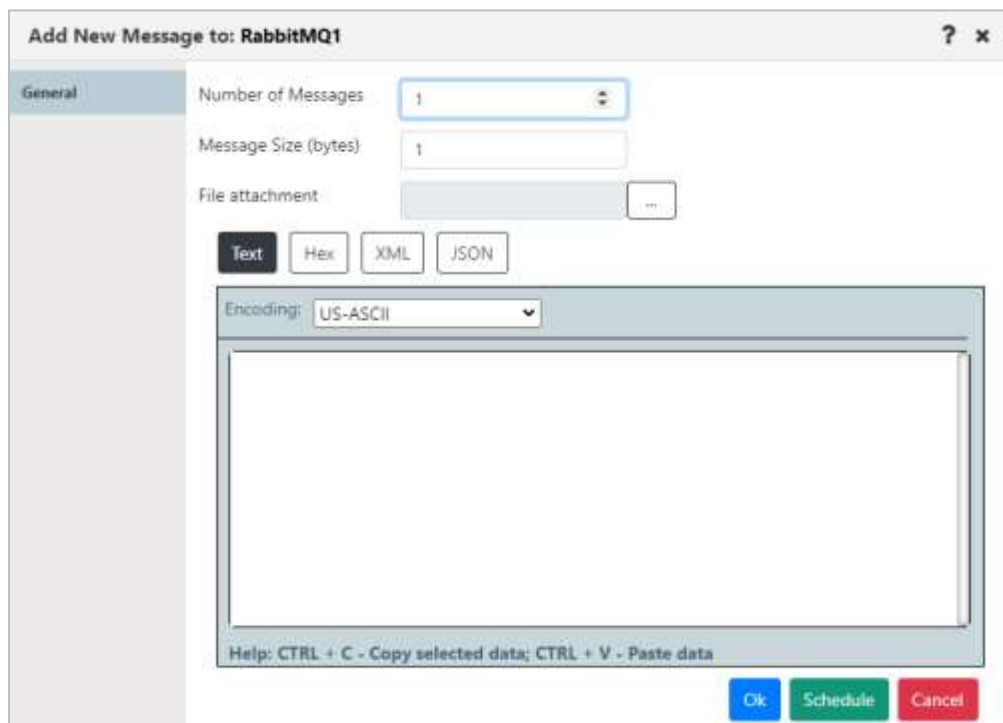 Add New Message to: RabbitMQ1 ? ×
General
Number of Messages 1
Message Size (bytes) 1
File attachment ...
Text Hex XML JSON
Encoding: US-ASCII
Help: CTRL + C - Copy selected data; CTRL + V - Paste data
Ok Schedule Cancel